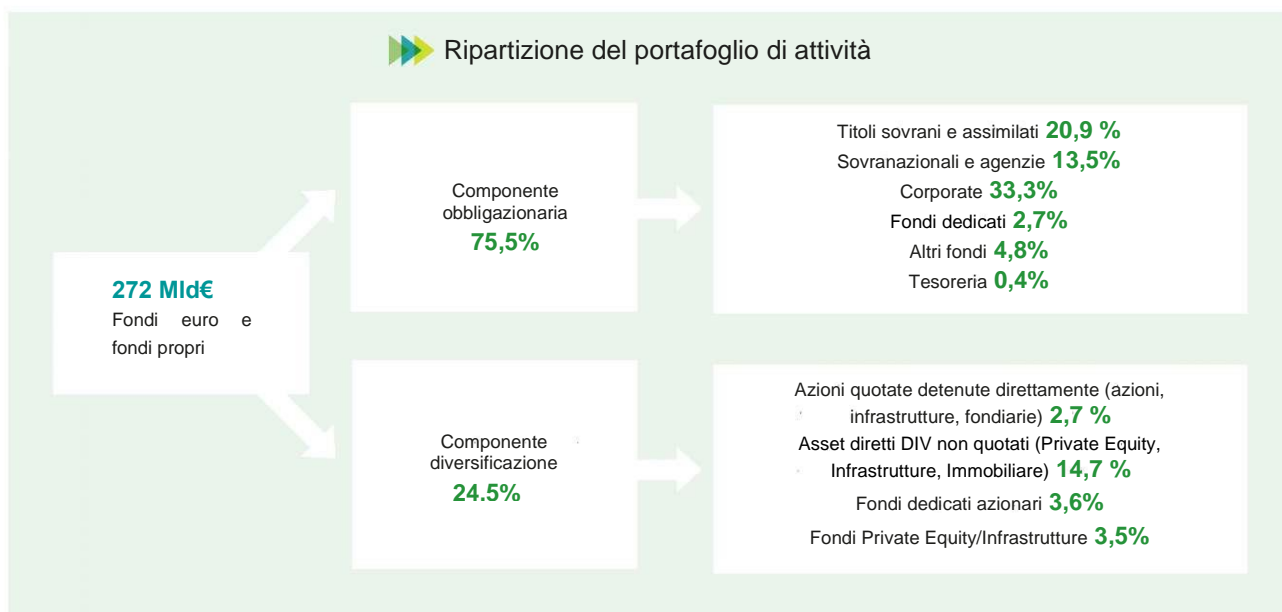 Ripartizione del portafoglio di attività
272 Mld€
Fondi euro e
fondi propri
Componente
obbligazionaria
75,5%
Titoli sovrani e assimilati 20,9 %
Sovranazionali e agenzie 13,5%
Corporate 33,3%
Fondi dedicati 2,7%
Altri fondi 4,8%
Tesoreria 0,4%
Componente
diversificazione
24.5%
Azioni quotate detenute direttamente (azioni,
infrastrutture, fondiarie) 2,7 %
Asset diretti DIV non quotati (Private Equity,
Infrastrutture, Immobiliare) 14,7 %
Fondi dedicati azionari 3,6%
Fondi Private Equity/Infrastrutture 3,5%